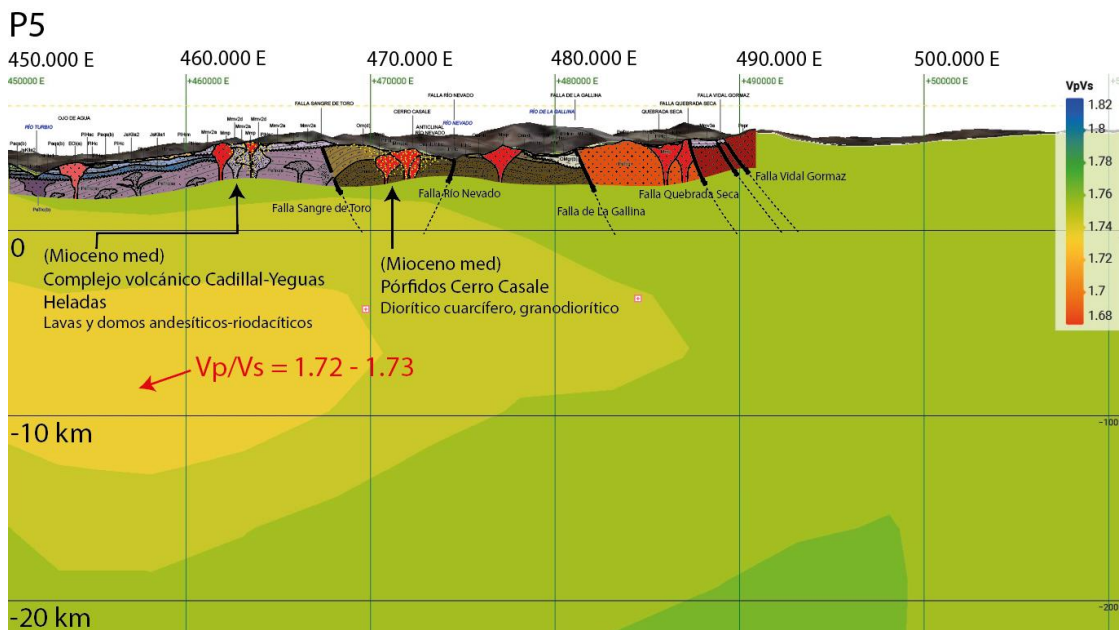 P5
450.000 E 460.000 E 470.000 E 480.000 E 490.000 E 500.000 E
450000 E +460000 E +470000 E +480000 E +490000 E +500000 E
VpVs
1.82
1.8
1.78
1.76
1.74
1.72
1.7
1.68
FALLA RÍO NEVADO FALLA VIDAL GORMAZ
FALLA SANGRE DE TORO CERRO CASALE FALLA DE LA GALLINA FALLA QUEBRADA SECA
OJO DE AGUA ANTICLINAL RÍO NEVADO RÍO NEVADO RÍO DE LA GALLINA QUEBRADA SECA
RÍO TURBIO
Falla Sangre de Toro
Falla Río Nevado
Falla de La Gallina
Falla Quebrada Seca
Falla Vidal Gormaz
0
(Mioceno med)
Complejo volcánico Cadillal-Yeguas
Heladas
Lavas y domos andesíticos-riodacíticos
(Mioceno med)
Pórfidos Cerro Casale
Diorítico cuarcífero, granodiorítico
Vp/Vs = 1.72 - 1.73
-10 km
-100
-20 km
-200